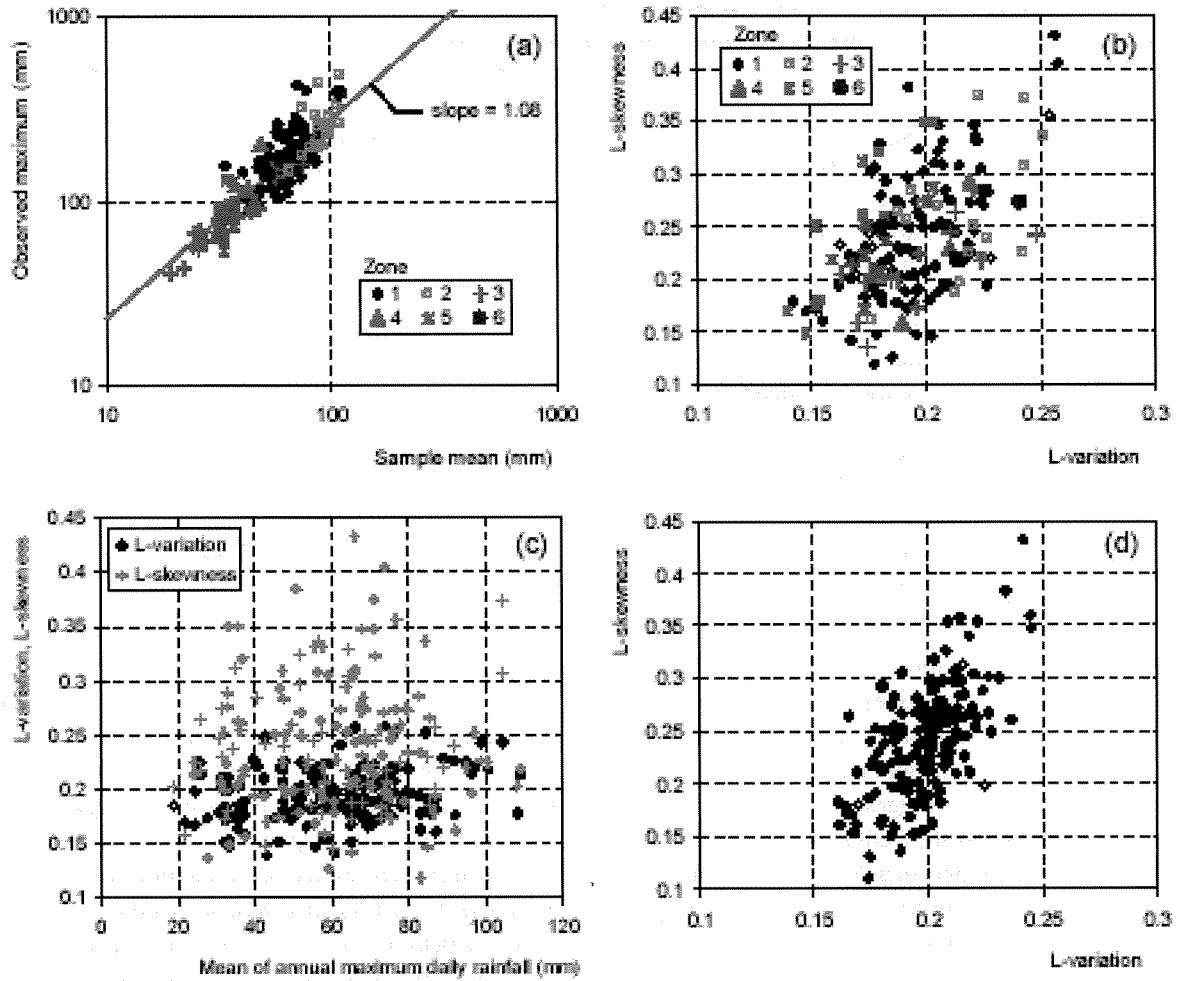 1000
Observed maximum (mm)
(a)
slope = 1.08
100
Zone
1 2 3
4 5 6
10
10 100 1000
Sample mean (mm)
0.45
L-skewness
Zone
1 2 3
4 5 6
(b)
0.4
0.35
0.3
0.25
0.2
0.15
0.1
0.1 0.15 0.2 0.25 0.3
L-variation
0.45
L-variation, L-skewness
L-variation
L-skewness
(c)
0.4
0.35
0.3
0.25
0.2
0.15
0.1
0 20 40 60 80 100 120
Mean of annual maximum daily rainfall (mm)
0.45
L-skewness
(d)
0.4
0.35
0.3
0.25
0.2
0.15
0.1
0.1 0.15 0.2 0.25 0.3
L-variation